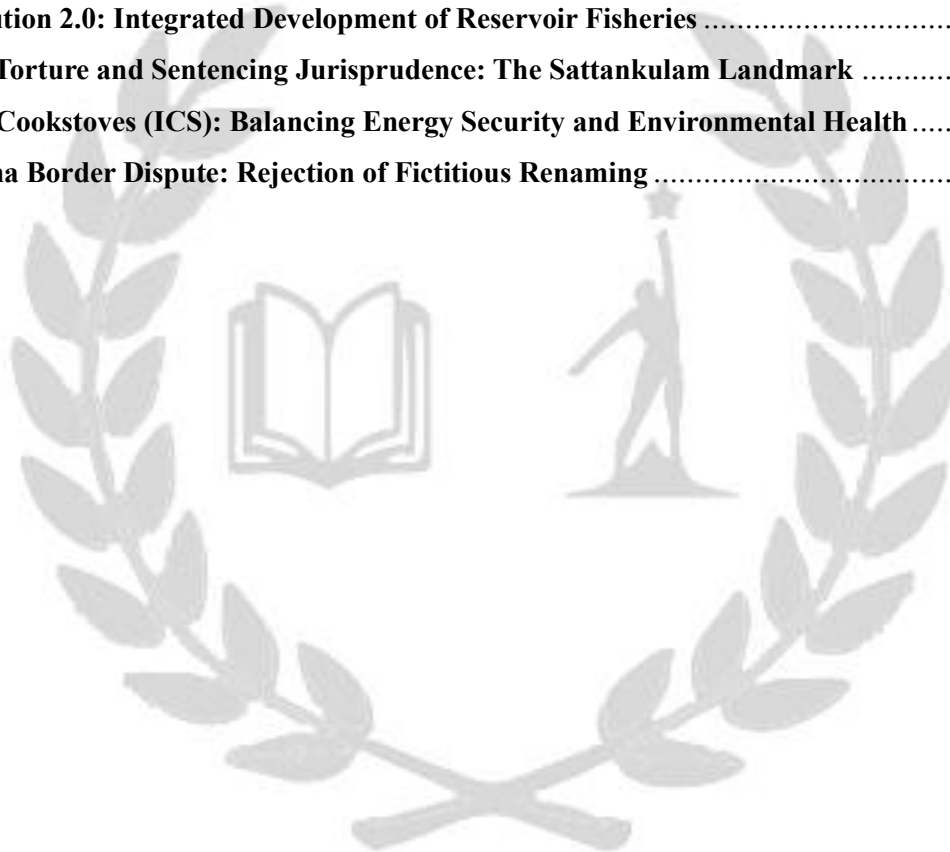 ution 2.0: Integrated Development of Reservoir Fisheries ..............................
Torture and Sentencing Jurisprudence: The Sattankulam Landmark ...........
Cookstoves (ICS): Balancing Energy Security and Environmental Health .....
na Border Dispute: Rejection of Fictitious Renaming ....................................